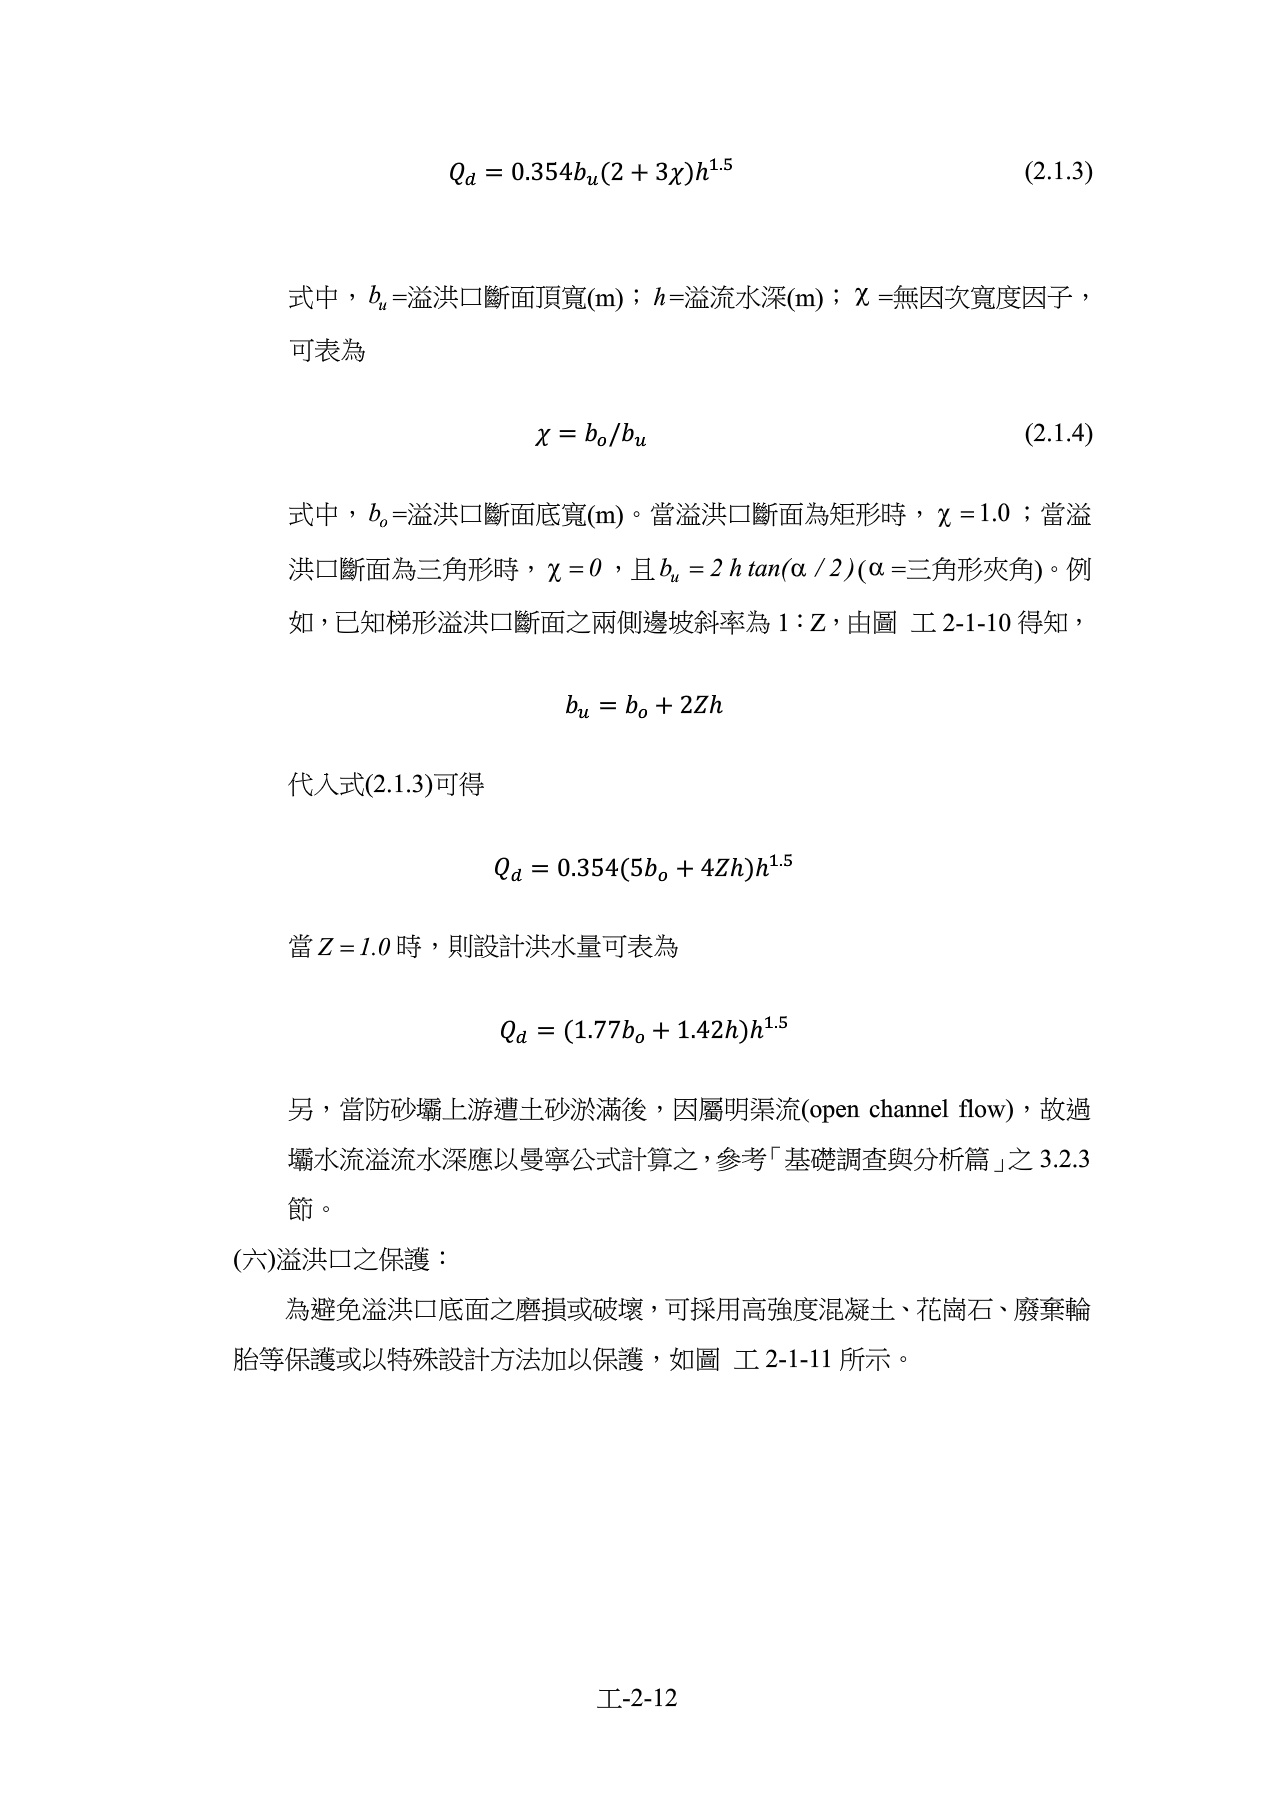 Q_d = 0.354b_u(2 + 3χ)h^1.5 (2.1.3)
式中，b_u=溢洪口斷面頂寬(m)；h=溢流水深(m)；χ=無因次寬度因子，
可表為
χ = b_o/b_u (2.1.4)
式中，b_o=溢洪口斷面底寬(m)。當溢洪口斷面為矩形時，χ=1.0；當溢
洪口斷面為三角形時，χ=0，且b_u = 2 h tan(α / 2)(α=三角形夾角)。例
如，已知梯形溢洪口斷面之兩側邊坡斜率為 1：Z，由圖 工 2-1-10 得知，
b_u = b_o + 2Zh
代入式(2.1.3)可得
Q_d = 0.354(5b_o + 4Zh)h^1.5
當 Z = 1.0 時，則設計洪水量可表為
Q_d = (1.77b_o + 1.42h)h^1.5
另，當防砂壩上游遭土砂淤滿後，因屬明渠流(open channel flow)，故過
壩水流溢流水深應以曼寧公式計算之，參考「基礎調查與分析篇」之 3.2.3
節。
(六)溢洪口之保護：
為避免溢洪口底面之磨損或破壞，可採用高強度混凝土、花崗石、廢棄輪
胎等保護或以特殊設計方法加以保護，如圖 工 2-1-11 所示。
工-2-12